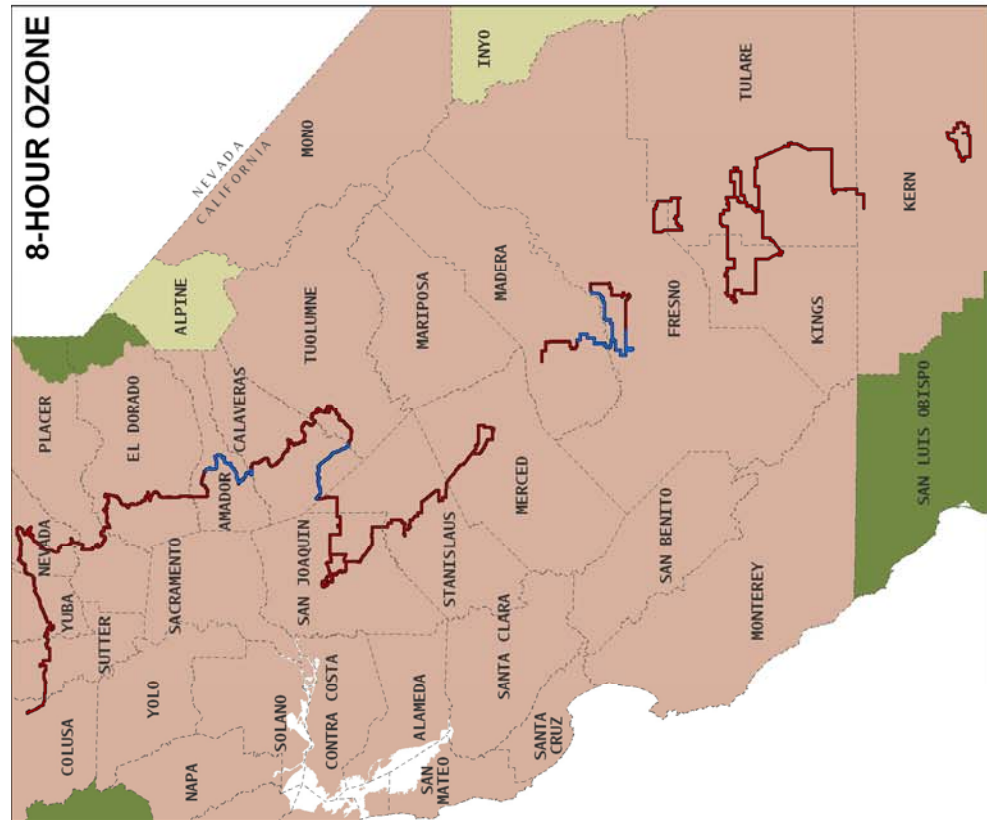 8-HOUR OZONE
NEVADA
CALIFORNIA
INYO
MONO
TULARE
ALPINE
KERN
TUOLUMNE
MARIPOSA
MADERA
FRESNO
KINGS
PLACER
EL DORADO
CALAVERAS
AMADOR
SAN LUIS OBISPO
MERCED
NEVADA
YUBA
SUTTER
SACRAMENTO
SAN JOAQUIN
STANISLAUS
SAN BENITO
MONTEREY
COLUSA
YOLO
SOLANO
CONTRA COSTA
ALAMEDA
SANTA CLARA
NAPA
SAN
MATEO
SANTA
CRUZ